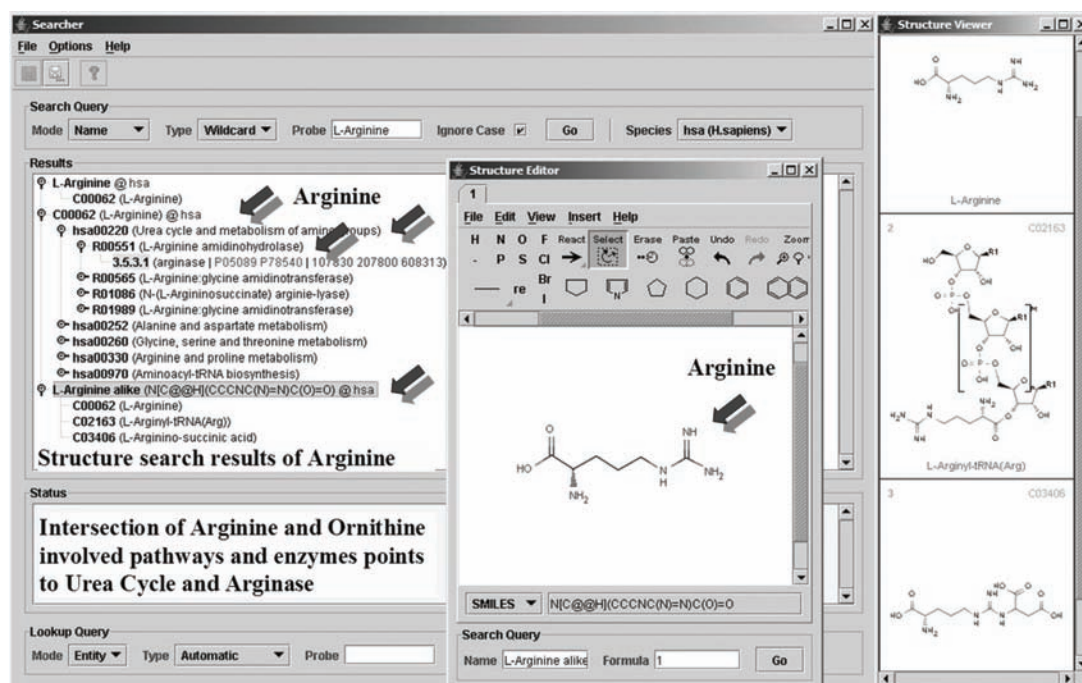 Searcher
File Options Help
Search Query
Mode Name Type Wildcard Probe L-Arginine Ignore Case Go Species hsa (H.sapiens)
Results
L-Arginine @ hsa
C00062 (L-Arginine)
C00062 (L-Arginine) @ hsa
hsa00220 (Urea cycle and metabolism of amino groups)
R00551 (L-Arginine amidinohydrolase)
3.5.3.1 (arginase | P05089 P78540 | 107830 207800 608313)
R00565 (L-Arginine:glycine amidinotransferase)
R01086 (N-(L-Argininosuccinate) arginie-lyase)
R01989 (L-Arginine:glycine amidinotransferase)
hsa00252 (Alanine and aspartate metabolism)
hsa00260 (Glycine, serine and threonine metabolism)
hsa00330 (Arginine and proline metabolism)
hsa00970 (Aminoacyl-tRNA biosynthesis)
L-Arginine alike (N[C@@H](CCCNC(N)=N)C(O)=O) @ hsa
C00062 (L-Arginine)
C02163 (L-Arginyl-tRNA(Arg))
C03406 (L-Arginino-succinic acid)
Arginine
Structure search results of Arginine
Status
Intersection of Arginine and Ornithine
involved pathways and enzymes points
to Urea Cycle and Arginase
Lookup Query
Mode Entity Type Automatic Probe
Structure Editor
1
File Edit View Insert Help
H N O F React Select Erase Paste Undo Redo Zoom
- P S Cl
re Br
I
N
Arginine
O
HO
NH2
N
H
NH
NH2
SMILES N[C@@H](CCCNC(N)=N)C(O)=O
Search Query
Name L-Arginine alike Formula 1 Go
Structure Viewer
O
HO
NH2
N
H
NH
NH2
L-Arginine
2 C02163
L-Arginyl-tRNA(Arg)
3 C03406